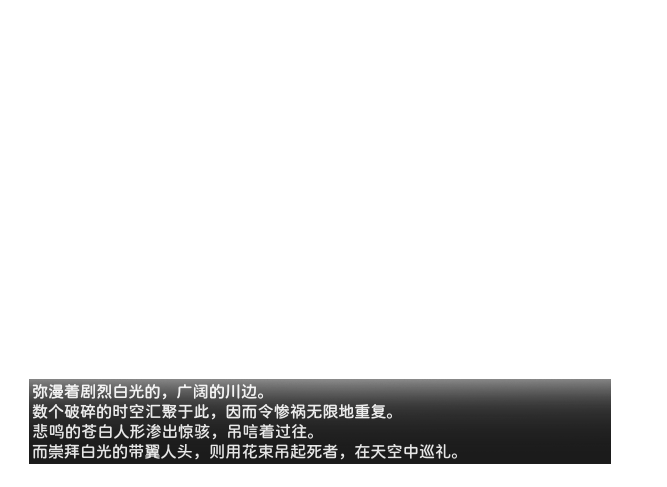 弥漫着剧烈白光的，广阔的川边。
数个破碎的时空汇聚于此，因而令惨祸无限地重复。
悲鸣的苍白人形渗出惊骇，吊唁着过往。
而崇拜白光的带翼人头，则用花束吊起死者，在天空中巡礼。